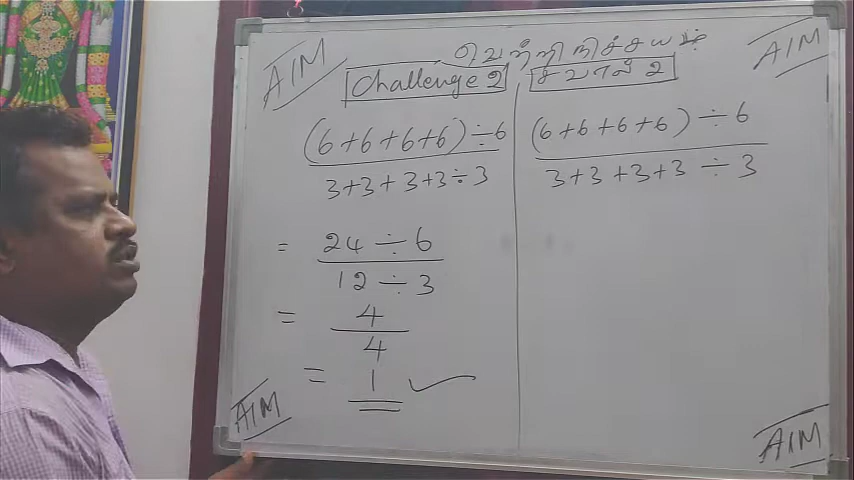 AIM வெற்றி நிச்சயம் AIM
Challenge 2 சவால் 2
(6+6+6+6) ÷ 6
3+3+3+3 ÷ 3
= 24 ÷ 6
12 ÷ 3
= 4
4
= 1
(6+6+6+6) ÷ 6
3+3+3+3 ÷ 3
AIM AIM